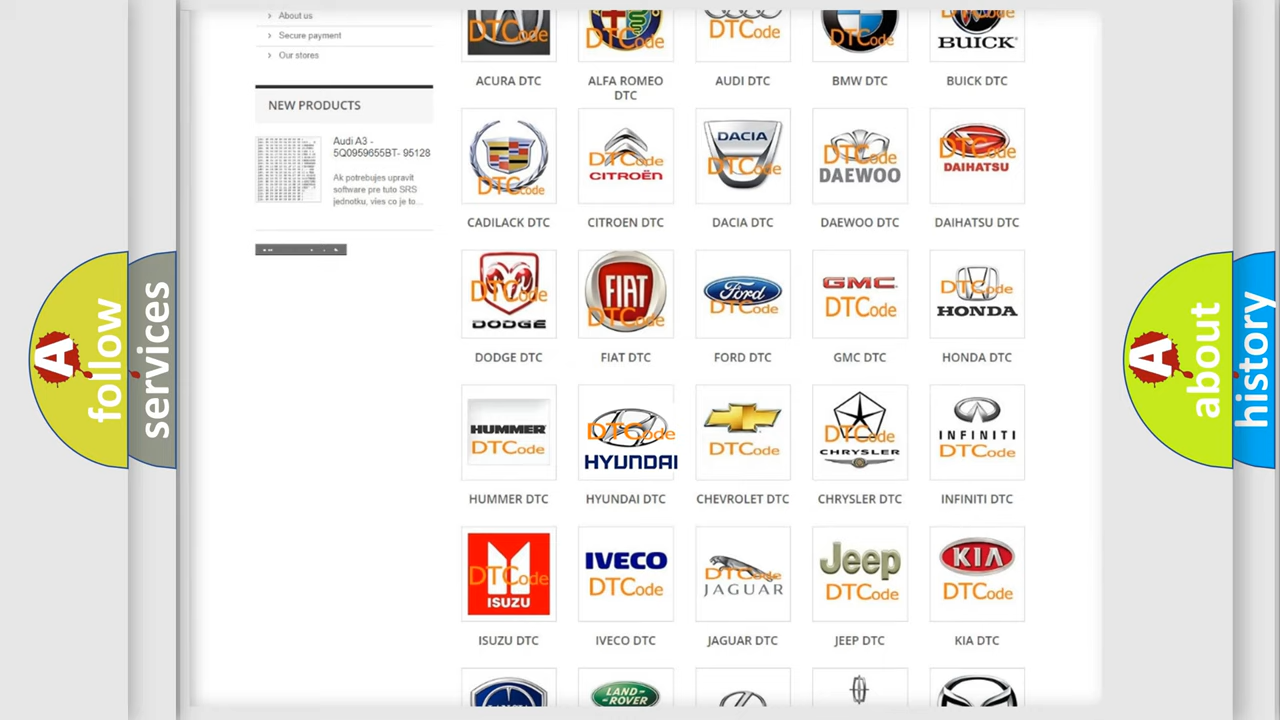 About us
Secure payment
Our stores
NEW PRODUCTS
Audi A3 -
5Q0959655BT- 95128
Ak potrebujes upravit
software pre tuto SRS
jednotku, vies co je to...
A follow
services
A about
history
DTCode
DTCode
DTCode
DTCode
BUICK
ACURA DTC
ALFA ROMEO
DTC
AUDI DTC
BMW DTC
BUICK DTC
DTCode
DTCode
CITROËN
DACIA
DTCode
DTCode
DAEWOO
DTCode
DAIHATSU
CADILACK DTC
CITROEN DTC
DACIA DTC
DAEWOO DTC
DAIHATSU DTC
DTCode
DODGE
FIAT
DTCode
Ford
DTCode
GMC
DTCode
DTCode
HONDA
DODGE DTC
FIAT DTC
FORD DTC
GMC DTC
HONDA DTC
HUMMER
DTCode
DTCode
HYUNDAI
DTCode
DTCode
CHRYSLER
INFINITI
DTCode
HUMMER DTC
HYUNDAI DTC
CHEVROLET DTC
CHRYSLER DTC
INFINITI DTC
DTCode
ISUZU
IVECO
DTCode
DTCode
JAGUAR
Jeep
DTCode
KIA
DTCode
ISUZU DTC
IVECO DTC
JAGUAR DTC
JEEP DTC
KIA DTC
LAND-
ROVER